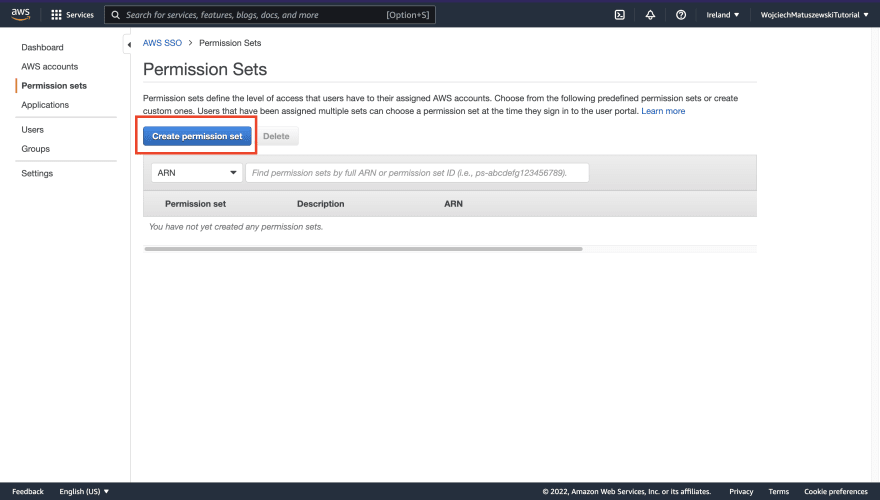 aws Services Search for services, features, blogs, docs, and more [Option+S] Ireland ▼ WojciechMatuszewskiTutorial ▼
Dashboard
AWS accounts
Permission sets
Applications
Users
Groups
Settings
AWS SSO > Permission Sets
Permission Sets
Permission sets define the level of access that users have to their assigned AWS accounts. Choose from the following predefined permission sets or create
custom ones. Users that have been assigned multiple sets can choose a permission set at the time they sign in to the user portal. Learn more
Create permission set Delete
ARN Find permission sets by full ARN or permission set ID (i.e., ps-abcdefg123456789).
Permission set Description ARN
You have not yet created any permission sets.
Feedback English (US) ▼ © 2022, Amazon Web Services, Inc. or its affiliates. Privacy Terms Cookie preferences